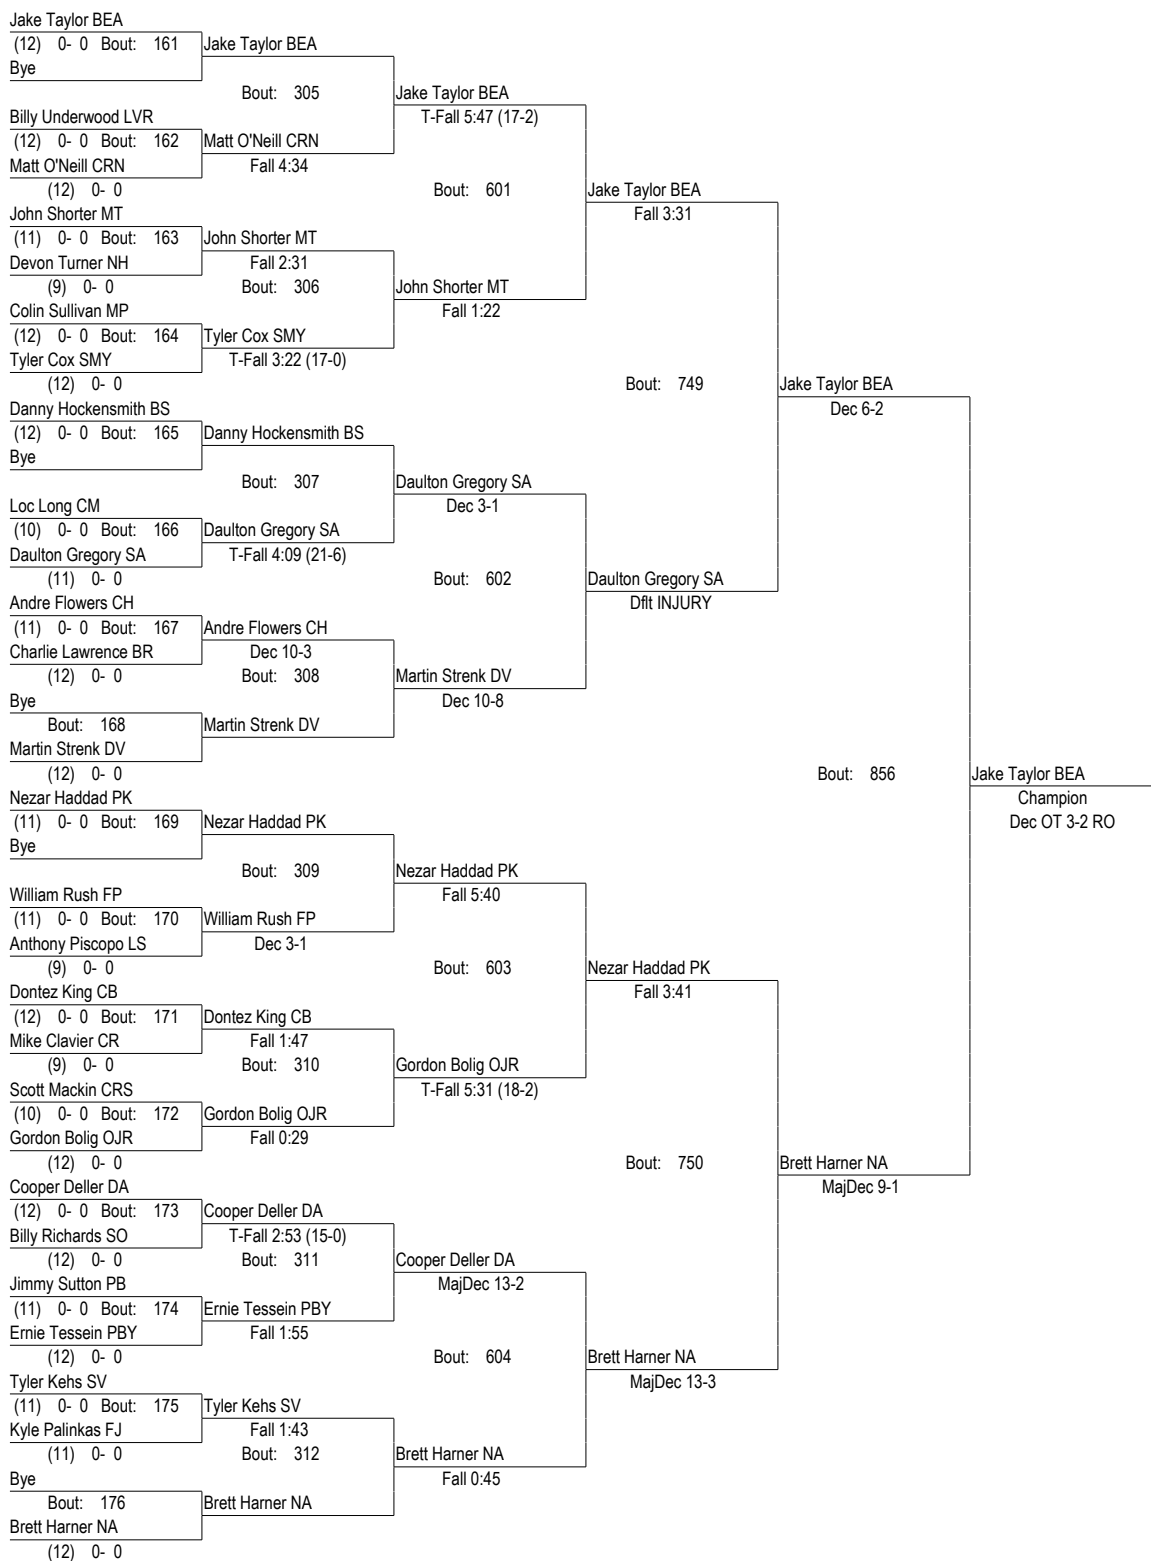 Jake Taylor BEA
(12) 0- 0 Bout: 161 Jake Taylor BEA
Bye
Bout: 305 Jake Taylor BEA
Billy Underwood LVR T-Fall 5:47 (17-2)
(12) 0- 0 Bout: 162 Matt O'Neill CRN
Matt O'Neill CRN Fall 4:34
(12) 0- 0 Bout: 601 Jake Taylor BEA
John Shorter MT Fall 3:31
(11) 0- 0 Bout: 163 John Shorter MT
Devon Turner NH Fall 2:31
(9) 0- 0 Bout: 306 John Shorter MT
Colin Sullivan MP Fall 1:22
(12) 0- 0 Bout: 164 Tyler Cox SMY
Tyler Cox SMY T-Fall 3:22 (17-0)
(12) 0- 0 Bout: 749 Jake Taylor BEA
Danny Hockensmith BS Dec 6-2
(12) 0- 0 Bout: 165 Danny Hockensmith BS
Bye
Bout: 307 Daulton Gregory SA
Loc Long CM Dec 3-1
(10) 0- 0 Bout: 166 Daulton Gregory SA
Daulton Gregory SA T-Fall 4:09 (21-6)
(11) 0- 0 Bout: 602 Daulton Gregory SA
Andre Flowers CH Dflt INJURY
(11) 0- 0 Bout: 167 Andre Flowers CH
Charlie Lawrence BR Dec 10-3
(12) 0- 0 Bout: 308 Martin Strenk DV
Bye Dec 10-8
Bout: 168 Martin Strenk DV
Martin Strenk DV
(12) 0- 0 Bout: 856 Jake Taylor BEA
Nezar Haddad PK Champion
(11) 0- 0 Bout: 169 Nezar Haddad PK Dec OT 3-2 RO
Bye
Bout: 309 Nezar Haddad PK
William Rush FP Fall 5:40
(11) 0- 0 Bout: 170 William Rush FP
Anthony Piscopo LS Dec 3-1
(9) 0- 0 Bout: 603 Nezar Haddad PK
Dontez King CB Fall 3:41
(12) 0- 0 Bout: 171 Dontez King CB
Mike Clavier CR Fall 1:47
(9) 0- 0 Bout: 310 Gordon Bolig OJR
Scott Mackin CRS T-Fall 5:31 (18-2)
(10) 0- 0 Bout: 172 Gordon Bolig OJR
Gordon Bolig OJR Fall 0:29
(12) 0- 0 Bout: 750 Brett Harner NA
Cooper Deller DA MajDec 9-1
(12) 0- 0 Bout: 173 Cooper Deller DA
Billy Richards SO T-Fall 2:53 (15-0)
(12) 0- 0 Bout: 311 Cooper Deller DA
Jimmy Sutton PB MajDec 13-2
(11) 0- 0 Bout: 174 Ernie Tessein PBY
Ernie Tessein PBY Fall 1:55
(12) 0- 0 Bout: 604 Brett Harner NA
Tyler Kehs SV MajDec 13-3
(11) 0- 0 Bout: 175 Tyler Kehs SV
Kyle Palinkas FJ Fall 1:43
(11) 0- 0 Bout: 312 Brett Harner NA
Bye Fall 0:45
Bout: 176 Brett Harner NA
Brett Harner NA
(12) 0- 0